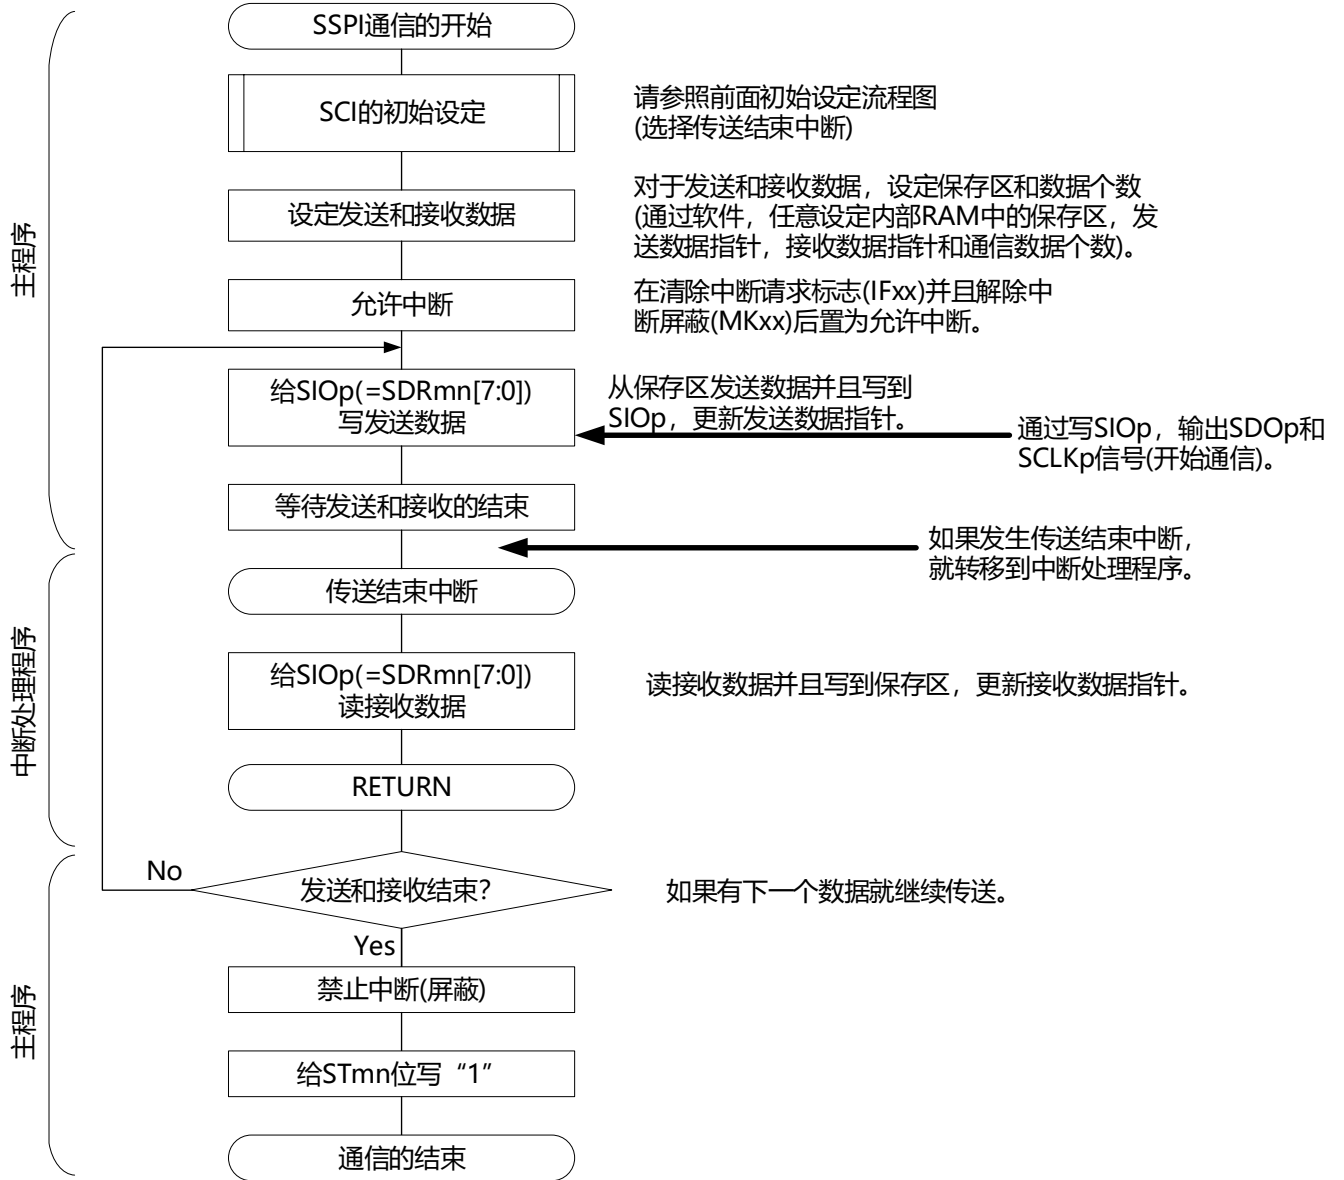 SSPI通信的开始
SCI的初始设定
请参照前面初始设定流程图
(选择传送结束中断)
设定发送和接收数据
对于发送和接收数据，设定保存区和数据个数
(通过软件，任意设定内部RAM中的保存区，发
送数据指针，接收数据指针和通信数据个数)。
主程序
允许中断
在清除中断请求标志(IFxx)并且解除中
断屏蔽(MKxx)后置为允许中断。
给SIOp(=SDRmn[7:0])
写发送数据
从保存区发送数据并且写到
SIOp，更新发送数据指针。
通过写SIOp，输出SDOp和
SCLKp信号(开始通信)。
等待发送和接收的结束
如果发生传送结束中断，
就转移到中断处理程序。
传送结束中断
中断处理程序
给SIOp(=SDRmn[7:0])
读接收数据
读接收数据并且写到保存区，更新接收数据指针。
RETURN
No
发送和接收结束？
如果有下一个数据就继续传送。
Yes
禁止中断(屏蔽)
主程序
给STmn位写“1”
通信的结束